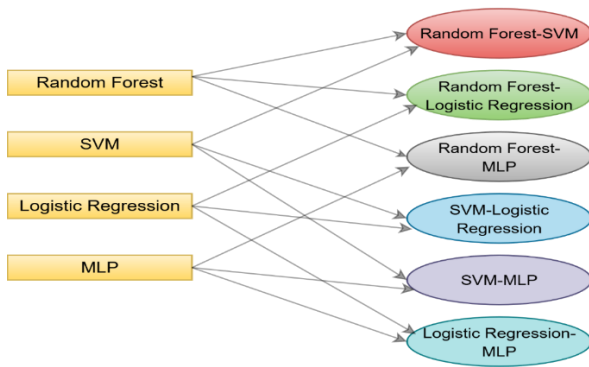 Random Forest
SVM
Logistic Regression
MLP
Random Forest-SVM
Random Forest-
Logistic Regression
Random Forest-
MLP
SVM-Logistic
Regression
SVM-MLP
Logistic Regression-
MLP